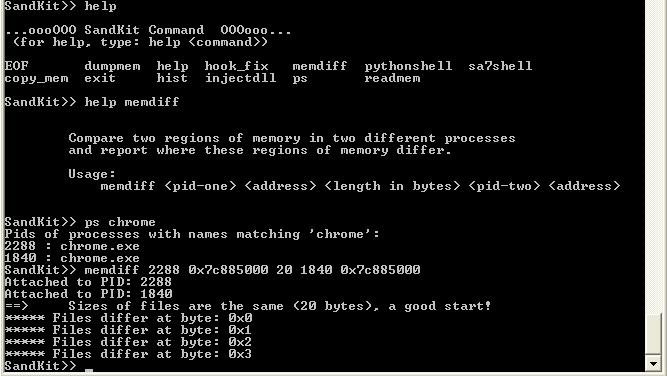 SandKit>> help
...oooOOO SandKit Command  OOOooo...
 (for help, type: help <command>)
EOF       dumpmem  help  hook_fix   memdiff  pythonshell  sa7shell
copy_mem  exit     hist  injectdll  ps       readmem
SandKit>> help memdiff
        Compare two regions of memory in two different processes
        and report where these regions of memory differ.
        Usage:
            memdiff <pid-one> <address> <length in bytes> <pid-two> <address>
SandKit>> ps chrome
Pids of processes with names matching 'chrome':
2288 : chrome.exe
1840 : chrome.exe
SandKit>> memdiff 2288 0x7c885000 20 1840 0x7c885000
Attached to PID: 2288
Attached to PID: 1840
==>     Sizes of files are the same (20 bytes), a good start!
***** Files differ at byte: 0x0
***** Files differ at byte: 0x1
***** Files differ at byte: 0x2
***** Files differ at byte: 0x3
SandKit>> _